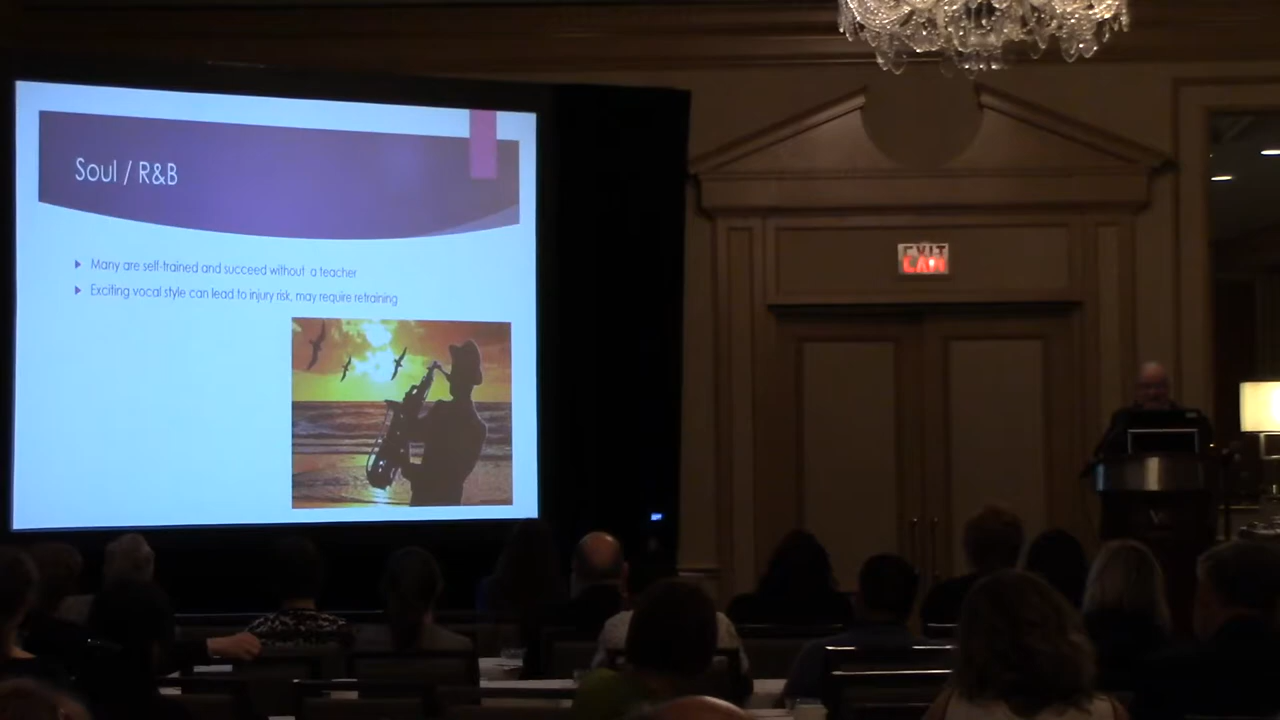 Soul / R&B
Many are self-trained and succeed without a teacher
Exciting vocal style can lead to injury risk, may require retraining
EXIT